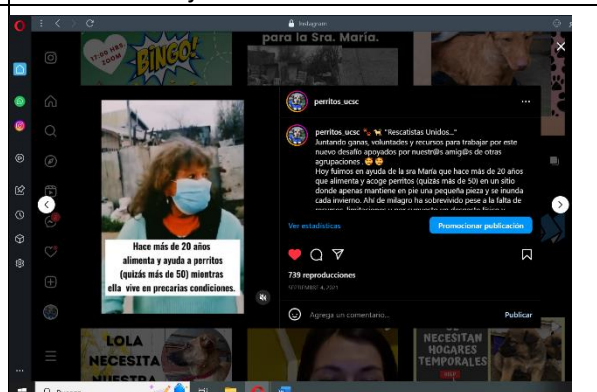 Instagram
17:00 HRS.
ZOOM
BINGO!
para la Sra. María.
perritos_ucsc
perritos_ucsc 🐾 🐕 "Rescatistas Unidos..."
Juntando ganas, voluntades y recursos para trabajar por este
nuevo desafío apoyados por nuestr@s amig@s de otras
agrupaciones.
Hoy fuimos en ayuda de la sra María que hace más de 20 años
que alimenta y acoge perritos (quizás más de 50) en un sitio
donde apenas mantiene en pie una pequeña pieza y se inunda
cada invierno. Ahí de milagro ha sobrevivido pese a la falta de
Hace más de 20 años
alimenta y ayuda a perritos
(quizás más de 50) mientras
ella vive en precarias condiciones.
Ver estadísticas
Promocionar publicación
739 reproducciones
SEPTIEMBRE 4, 2021
Agrega un comentario...
Publicar
LOLA
NECESITA
NUESTRA
NECESITAN
HOGARES
TEMPORALES